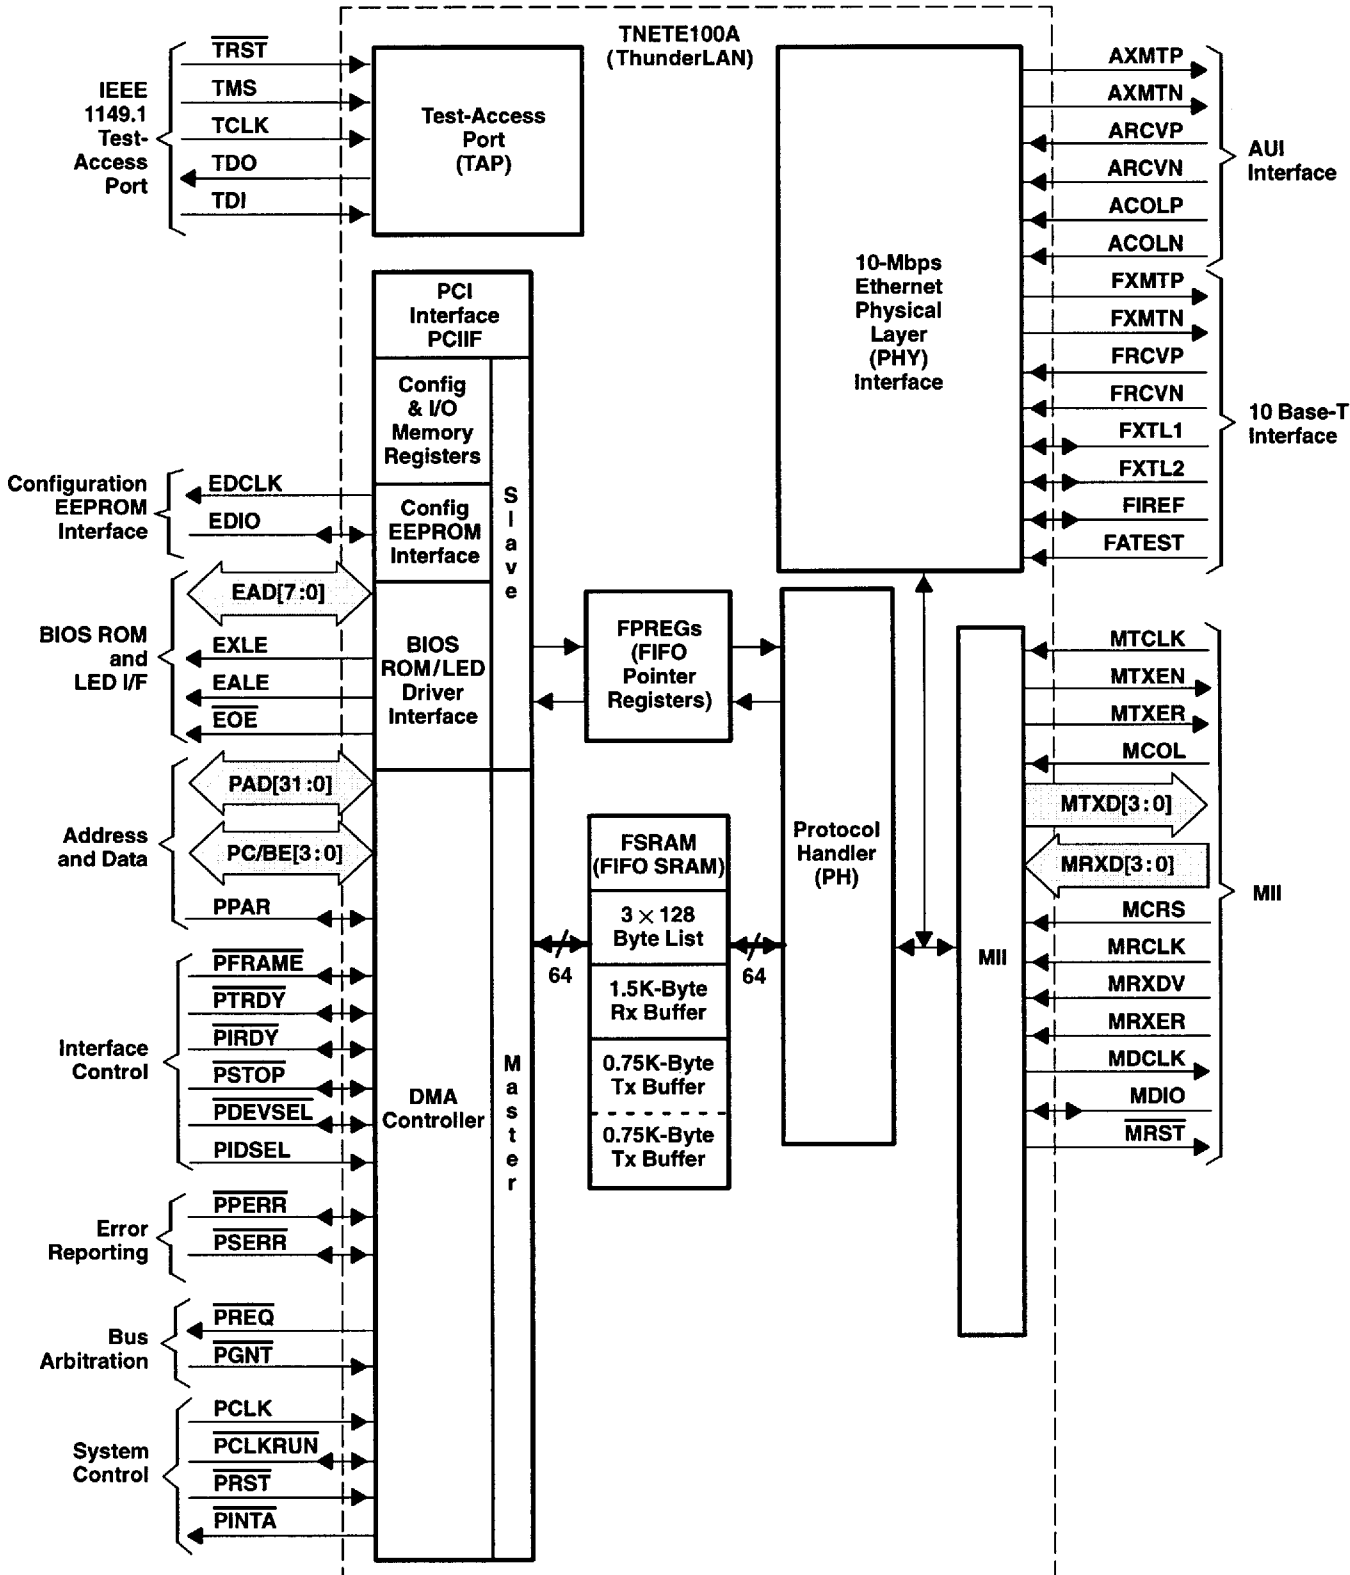 TNETE100A
(ThunderLAN)
IEEE
1149.1
Test-
Access
Port
TRST
TMS
TCLK
TDO
TDI
Test-Access
Port
(TAP)
PCI
Interface
PCIIF
Config
& I/O
Memory
Registers
Config
EEPROM
Interface
BIOS
ROM/LED
Driver
Interface
Slave
DMA
Controller
Master
Configuration
EEPROM
Interface
EDCLK
EDIO
BIOS ROM
and
LED I/F
EAD[7:0]
EXLE
EALE
EOE
Address
and Data
PAD[31:0]
PC/BE[3:0]
PPAR
Interface
Control
PFRAME
PTRDY
PIRDY
PSTOP
PDEVSEL
PIDSEL
Error
Reporting
PPERR
PSERR
Bus
Arbitration
PREQ
PGNT
System
Control
PCLK
PCLKRUN
PRST
PINTA
FPREGs
(FIFO
Pointer
Registers)
FSRAM
(FIFO SRAM)
3 × 128
Byte List
1.5K-Byte
Rx Buffer
0.75K-Byte
Tx Buffer
0.75K-Byte
Tx Buffer
64
64
Protocol
Handler
(PH)
10-Mbps
Ethernet
Physical
Layer
(PHY)
Interface
MII
AXMTP
AXMTN
ARCVP
ARCVN
ACOLP
ACOLN
AUI
Interface
FXMTP
FXMTN
FRCVP
FRCVN
FXTL1
FXTL2
FIREF
FATEST
10 Base-T
Interface
MTCLK
MTXEN
MTXER
MCOL
MTXD[3:0]
MRXD[3:0]
MCRS
MRCLK
MRXDV
MRXER
MDCLK
MDIO
MRST
MII